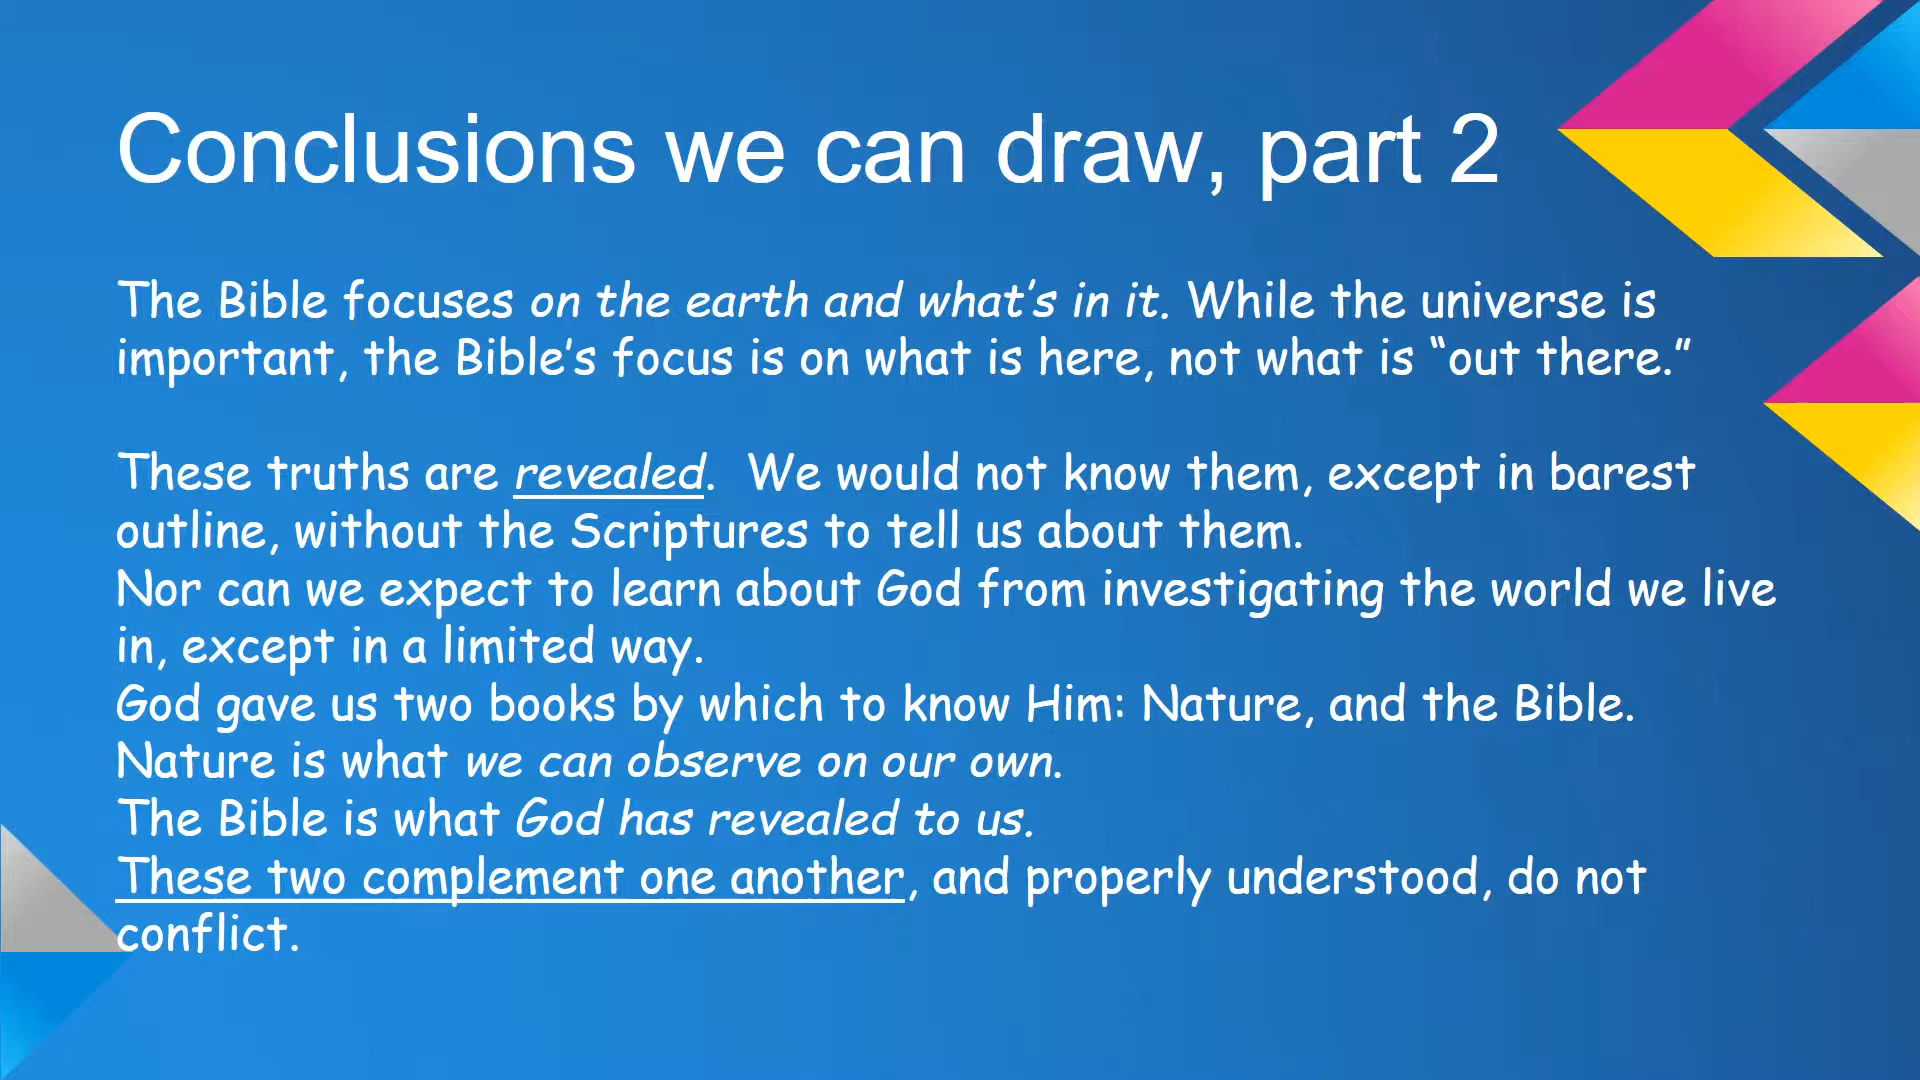 Conclusions we can draw, part 2
The Bible focuses on the earth and what’s in it. While the universe is
important, the Bible’s focus is on what is here, not what is “out there.”
These truths are revealed.  We would not know them, except in barest
outline, without the Scriptures to tell us about them.
Nor can we expect to learn about God from investigating the world we live
in, except in a limited way.
God gave us two books by which to know Him: Nature, and the Bible.
Nature is what we can observe on our own.
The Bible is what God has revealed to us.
These two complement one another, and properly understood, do not
conflict.